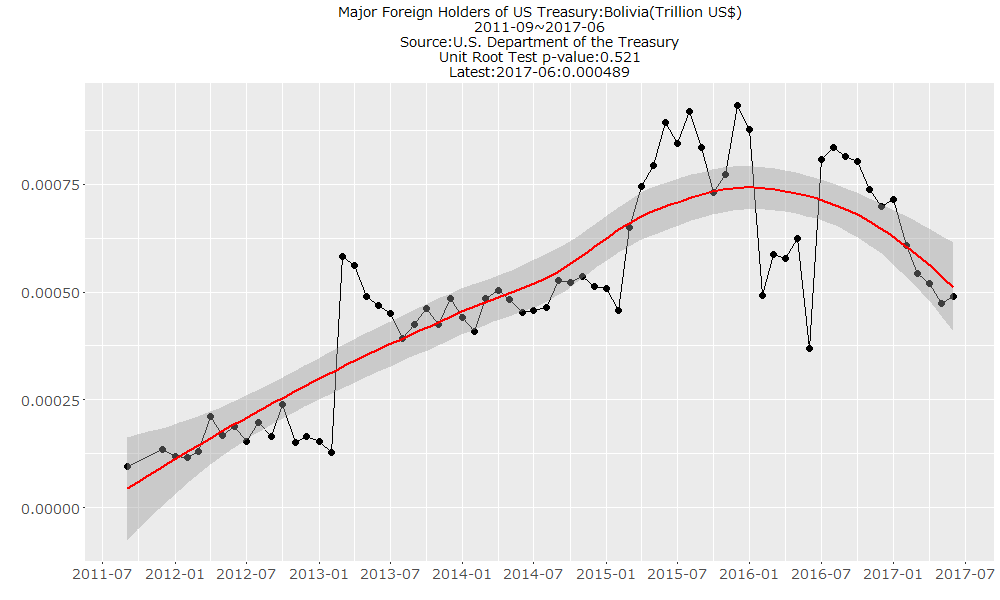 Major Foreign Holders of US Treasury:Bolivia(Trillion US$)
2011-09~2017-06
Source:U.S. Department of the Treasury
Unit Root Test p-value:0.521
Latest:2017-06:0.000489
0.00075
0.00050
0.00025
0.00000
2011-07 2012-01 2012-07 2013-01 2013-07 2014-01 2014-07 2015-01 2015-07 2016-01 2016-07 2017-01 2017-07